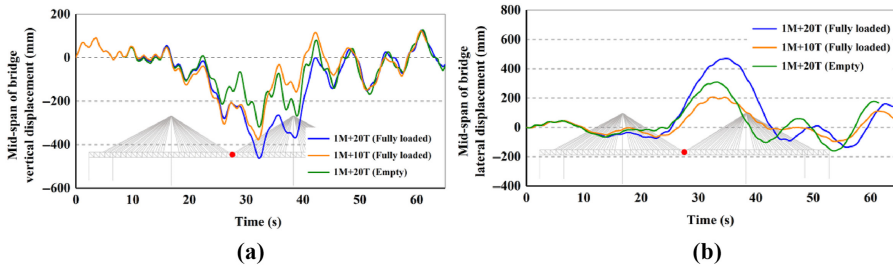 (a)
Mid-span of bridge
vertical displacement (mm)
200
0
−200
−400
−600
0
10
20
30
40
50
60
Time (s)
1M+20T (Fully loaded)
1M+10T (Fully loaded)
1M+20T (Empty)
(b)
Mid-span of bridge
lateral displacement (mm)
800
600
400
200
0
−200
−400
0
10
20
30
40
50
60
Time (s)
1M+20T (Fully loaded)
1M+10T (Fully loaded)
1M+20T (Empty)
(a)
(b)